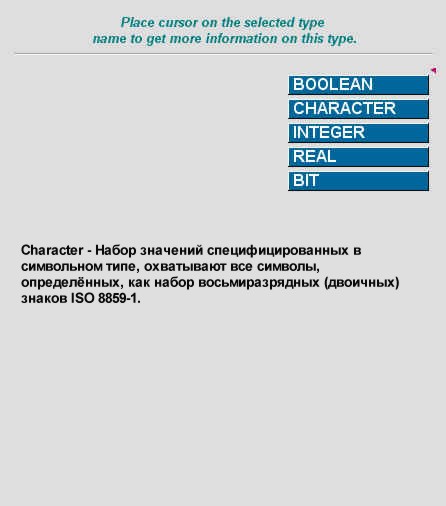 Place cursor on the selected type
name to get more information on this type.
BOOLEAN
CHARACTER
INTEGER
REAL
BIT
Character - Набор значений специфицированных в
символьном типе, охватывают все символы,
определённых, как набор восьмиразрядных (двоичных)
знаков ISO 8859-1.